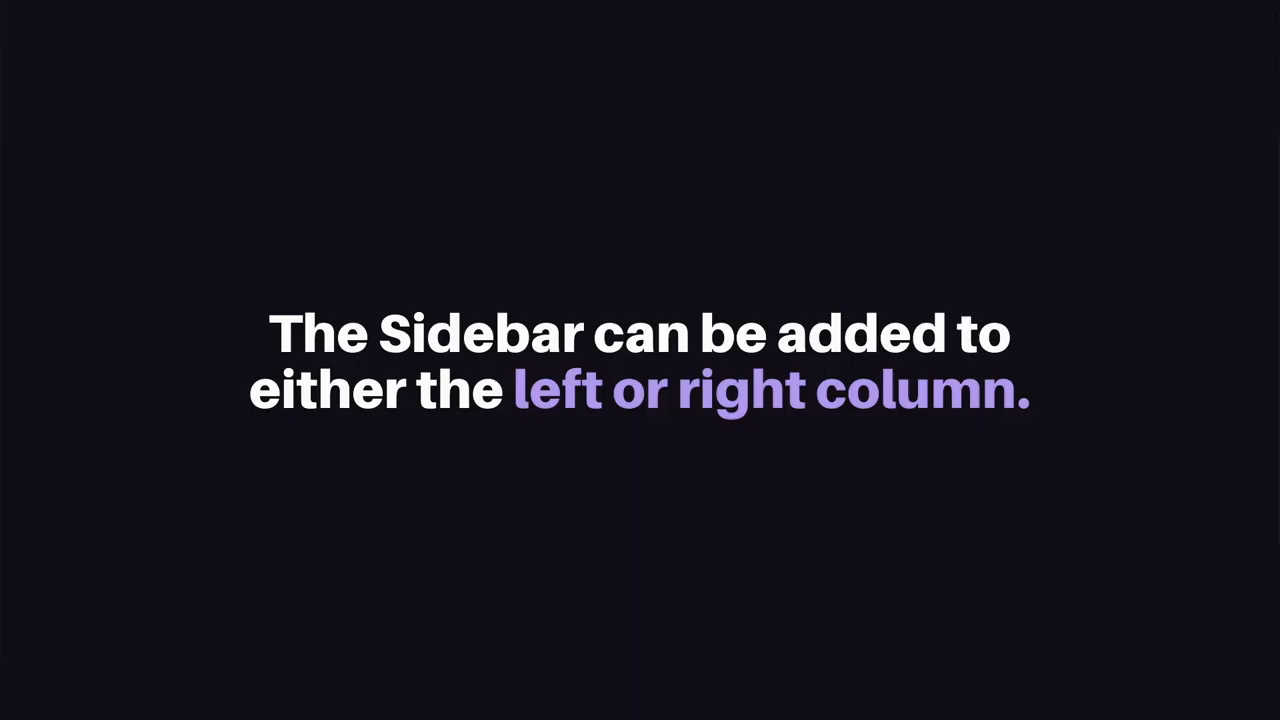 The Sidebar can be added to
either the left or right column.